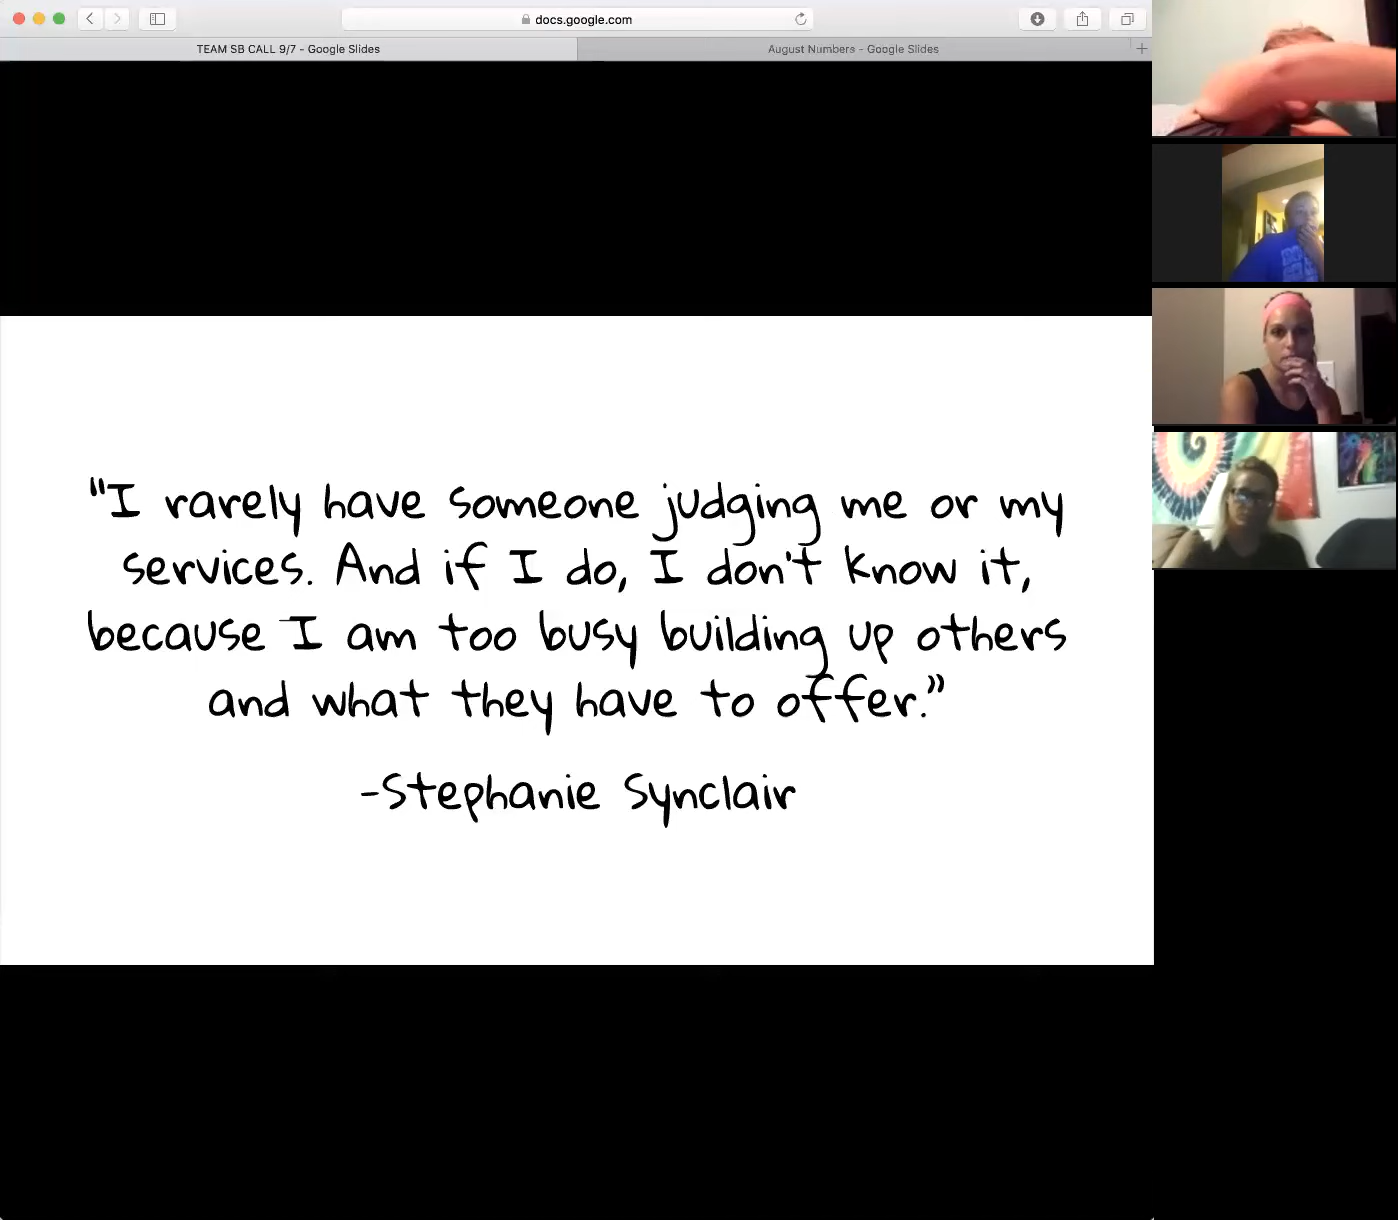 docs.google.com
TEAM SB CALL 9/7 - Google Slides
August Numbers - Google Slides
"I rarely have someone judging me or my
services. And if I do, I don't know it,
because I am too busy building up others
and what they have to offer."
-Stephanie Synclair